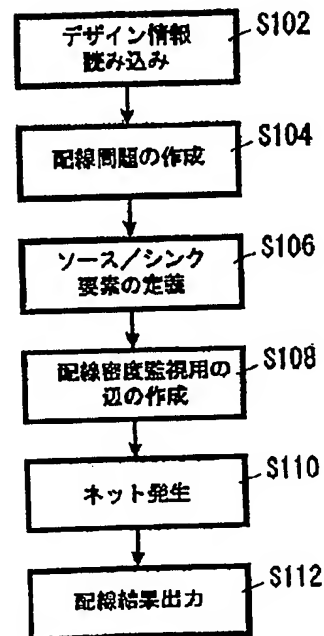 デザイン情報
読み込み
S102
配線問題の作成
S104
ソース／シンク
要素の定義
S106
配線密度監視用の
辺の作成
S108
ネット発生
S110
配線結果出力
S112